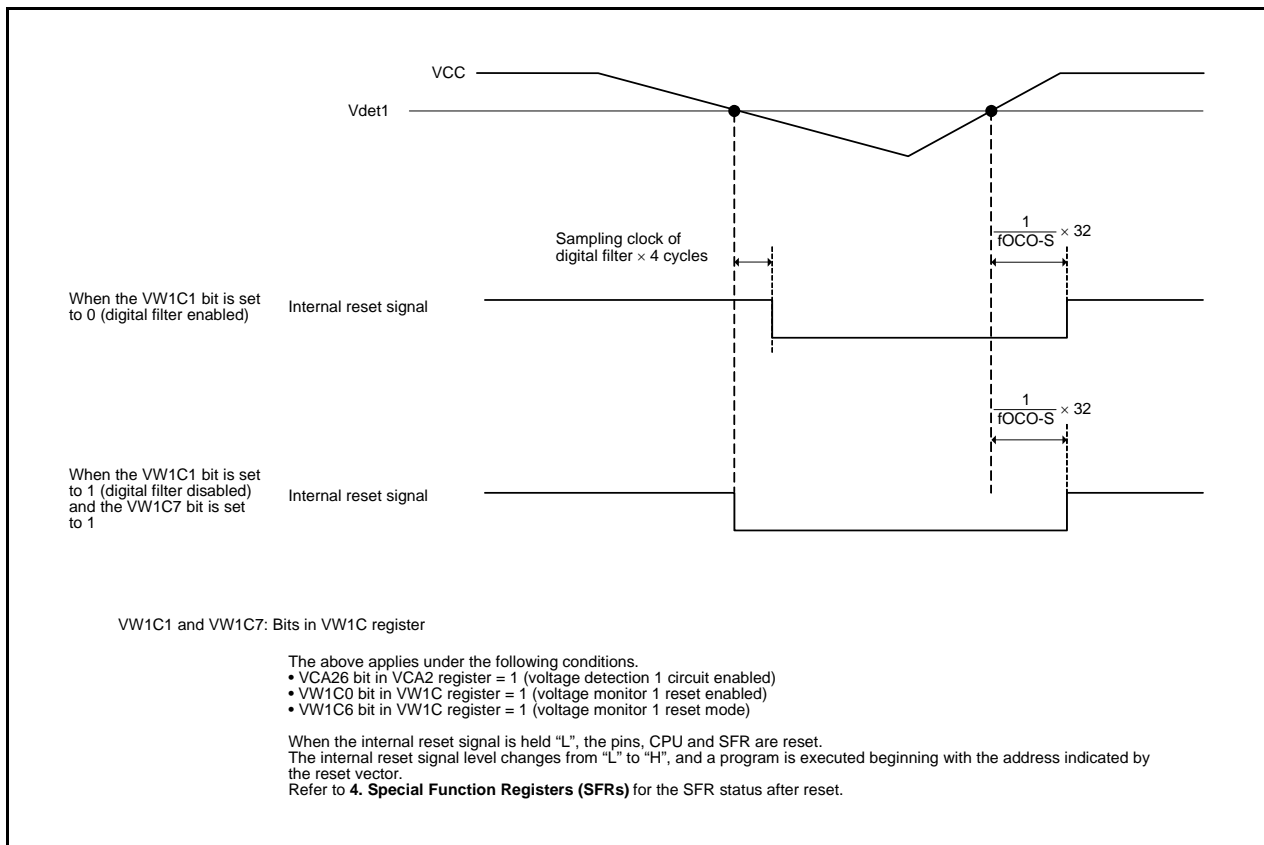 VCC
Vdet1
1
fOCO-S × 32
Sampling clock of
digital filter × 4 cycles
When the VW1C1 bit is set
to 0 (digital filter enabled)
Internal reset signal
1
fOCO-S × 32
When the VW1C1 bit is set
to 1 (digital filter disabled)
and the VW1C7 bit is set
to 1
Internal reset signal
VW1C1 and VW1C7: Bits in VW1C register
The above applies under the following conditions.
• VCA26 bit in VCA2 register = 1 (voltage detection 1 circuit enabled)
• VW1C0 bit in VW1C register = 1 (voltage monitor 1 reset enabled)
• VW1C6 bit in VW1C register = 1 (voltage monitor 1 reset mode)
When the internal reset signal is held “L”, the pins, CPU and SFR are reset.
The internal reset signal level changes from “L” to “H”, and a program is executed beginning with the address indicated by
the reset vector.
Refer to 4. Special Function Registers (SFRs) for the SFR status after reset.